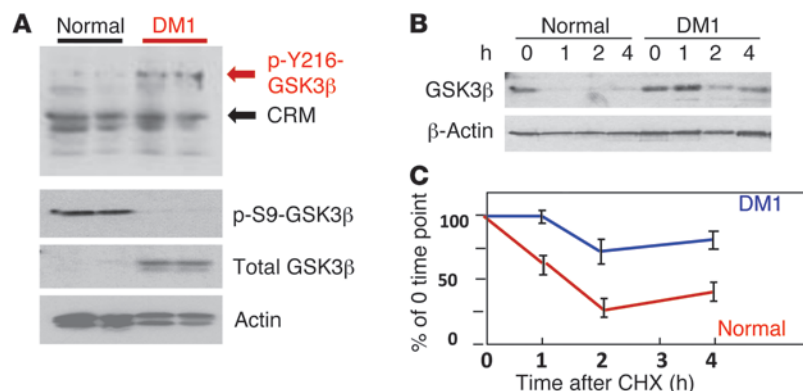 A
Normal DM1
p-Y216-
GSK3β
CRM
p-S9-GSK3β
Total GSK3β
Actin
B
Normal DM1
h 0 1 2 4 0 1 2 4
GSK3β
β-Actin
C
% of 0 time point
100
50
0
DM1
Normal
0 1 2 3 4
Time after CHX (h)